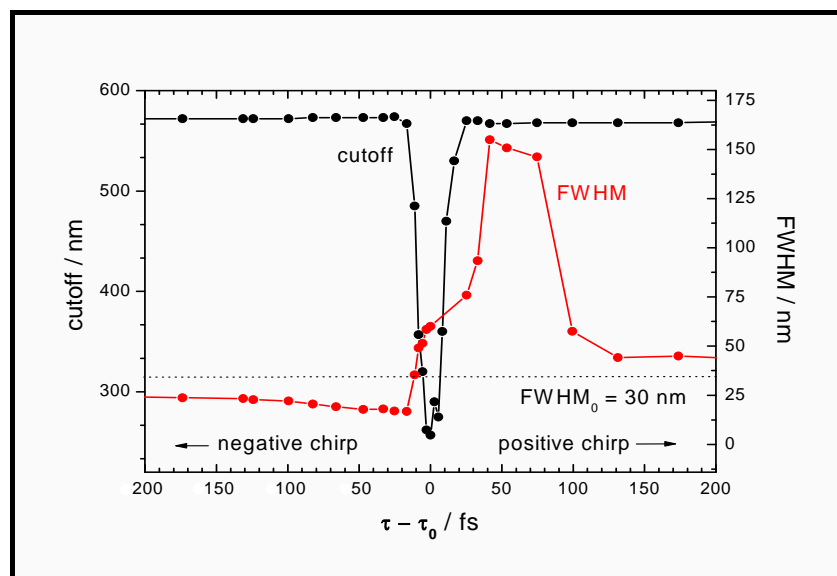 600
500
400
300
cutoff / nm
175
150
125
100
75
50
25
0
FWHM / nm
cutoff
FWHM
FWHM0 = 30 nm
negative chirp
positive chirp
200 150 100 50 0 50 100 150 200
τ – τ0 / fs